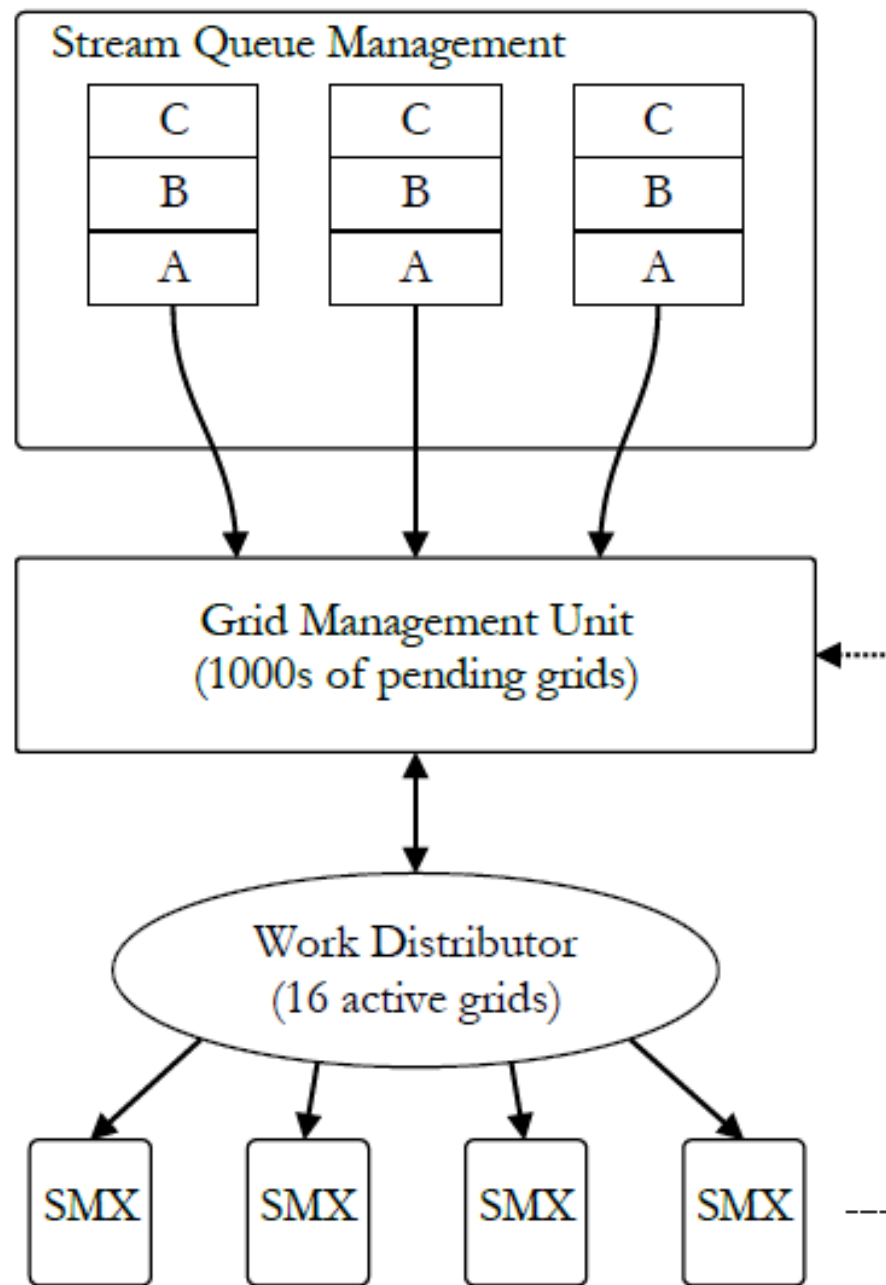 Stream Queue Management
C C C
B B B
A A A
Grid Management Unit
(1000s of pending grids)
Work Distributor
(16 active grids)
SMX SMX SMX SMX